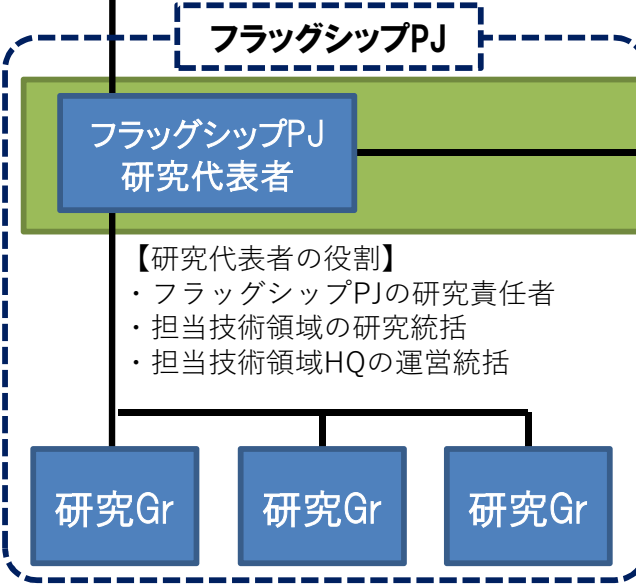 フラッグシップPJ
フラッグシップPJ
研究代表者
【研究代表者の役割】
・フラッグシップPJの研究責任者
・担当技術領域の研究統括
・担当技術領域HQの運営統括
研究Gr
研究Gr
研究Gr